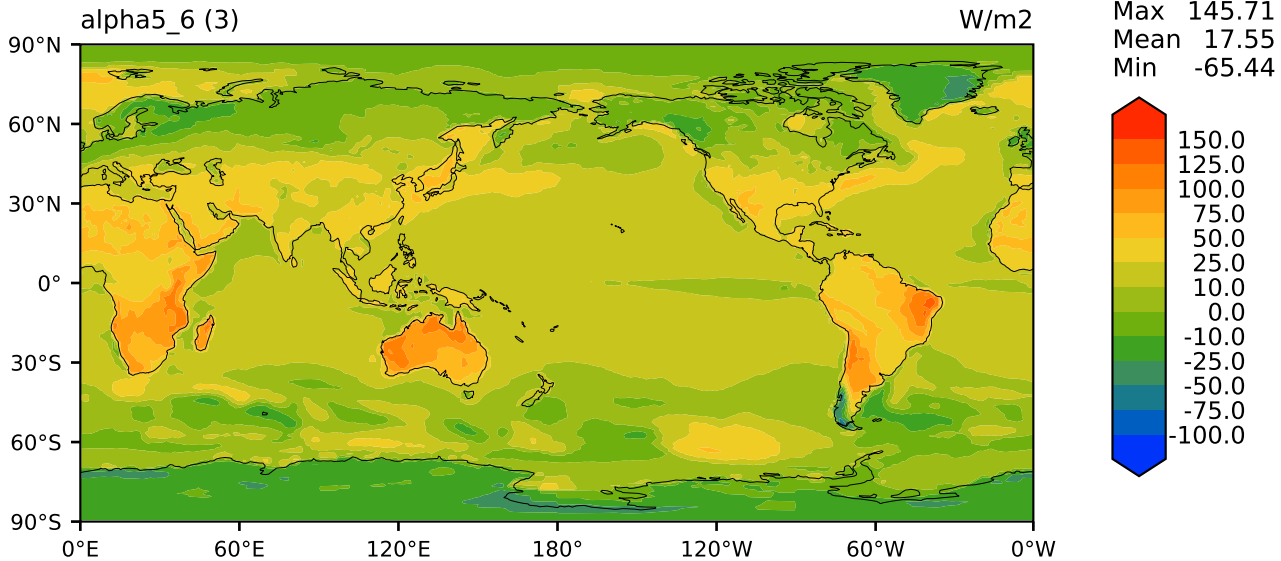 alpha5_6 (3)
W/m2
Max 145.71
Mean 17.55
Min -65.44
90°N
60°N
30°N
0°
30°S
60°S
90°S
0°E
60°E
120°E
180°
120°W
60°W
0°W
150.0
125.0
100.0
75.0
50.0
25.0
10.0
0.0
-10.0
-25.0
-50.0
-75.0
-100.0